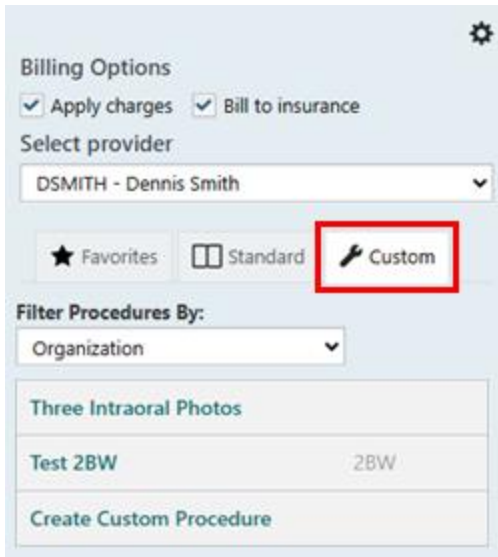 Billing Options
Apply charges Bill to insurance
Select provider
DSMITH - Dennis Smith
Favorites Standard Custom
Filter Procedures By:
Organization
Three Intraoral Photos
Test 2BW 2BW
Create Custom Procedure